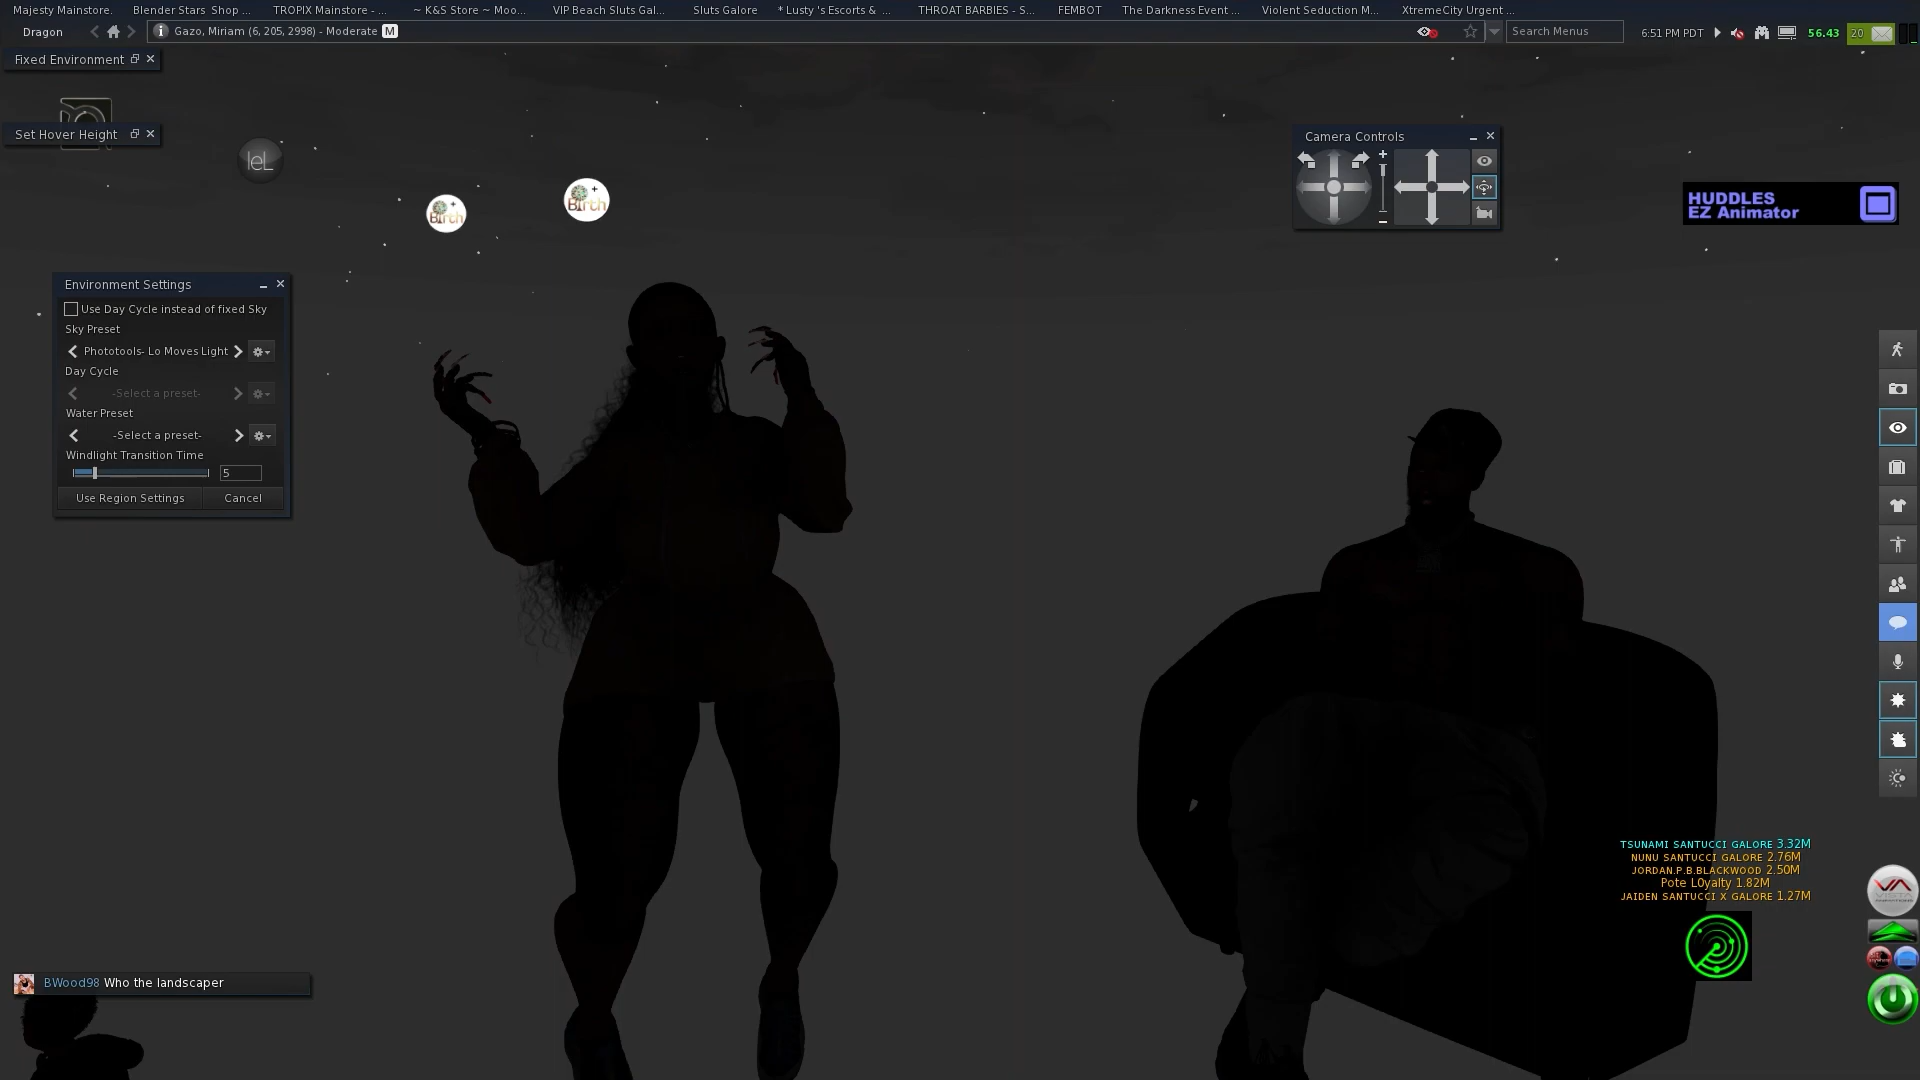 Majesty Mainstore. Blender Stars Shop ... TROPIX Mainstore - ... ~ K&S Store ~ Moo... VIP Beach Sluts Gal... Sluts Galore * Lusty 's Escorts & ... THROAT BARBIES - S... FEMBOT The Darkness Event ... Violent Seduction M... XtremeCity Urgent ...
Dragon Gazo, Miriam (6, 205, 2998) - Moderate M Search Menus 6:51 PM PDT 56.43 20
Fixed Environment
Set Hover Height
Camera Controls
leL
Birth
Birth
HUDDLES
EZ Animator
Environment Settings
Use Day Cycle instead of fixed Sky
Sky Preset
Phototools- Lo Moves Light
Day Cycle
-Select a preset-
Water Preset
-Select a preset-
Windlight Transition Time
5
Use Region Settings Cancel
TSUNAMI SANTUCCI GALORE 3.32M
NUNU SANTUCCI GALORE 2.76M
JORDAN.P.B.BLACKWOOD 2.50M
Pote L0yalty 1.82M
JAIDEN SANTUCCI X GALORE 1.27M
BWood98 Who the landscaper